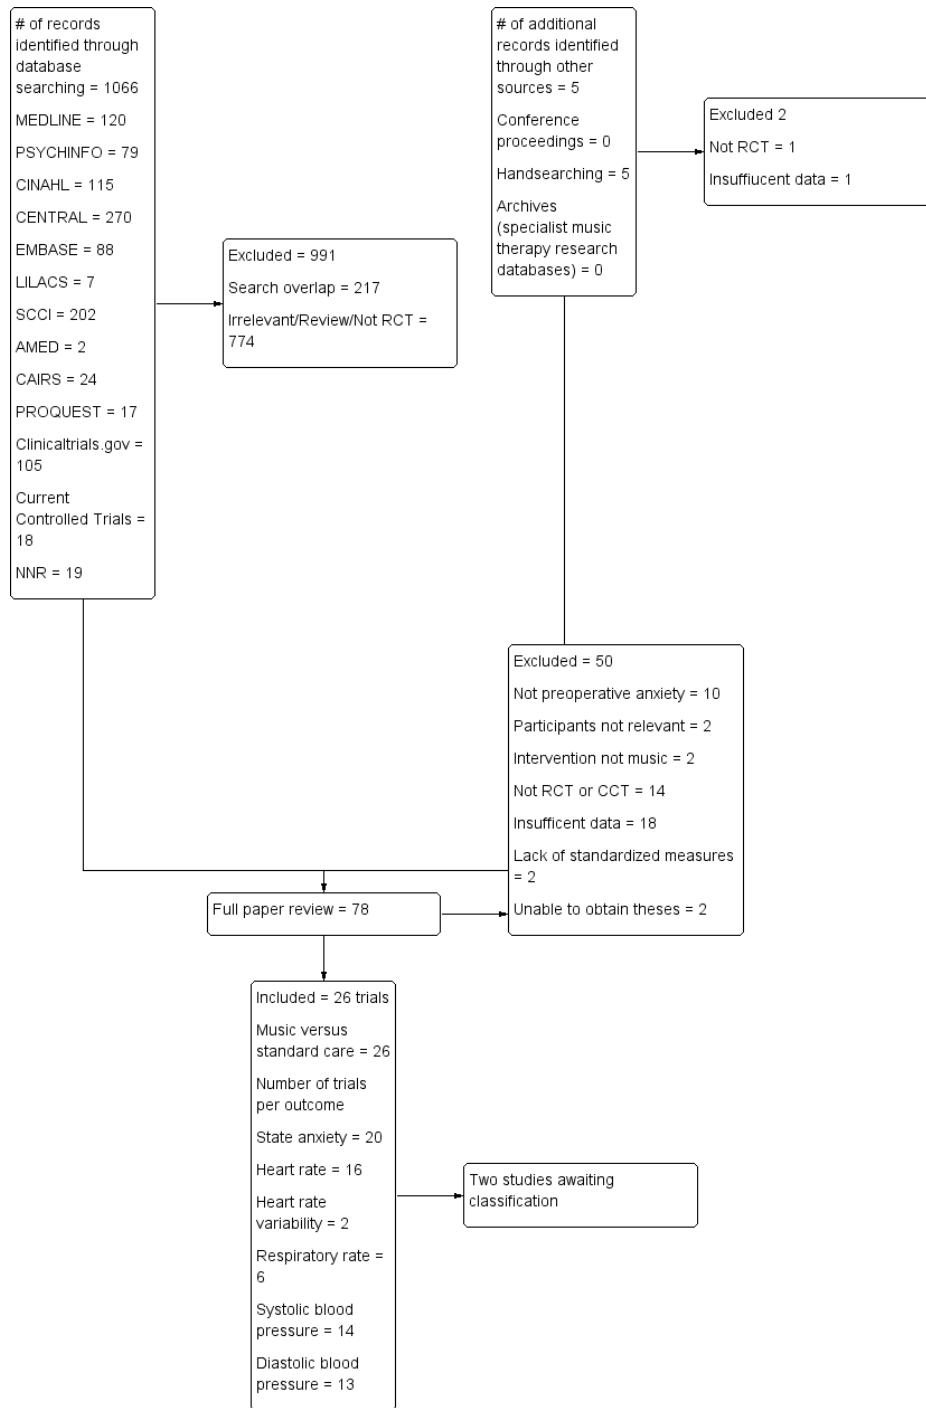 # of records
identified through
database
searching = 1066
MEDLINE = 120
PSYCHINFO = 79
CINAHL = 115
CENTRAL = 270
EMBASE = 88
LILACS = 7
SCCI = 202
AMED = 2
CAIRS = 24
PROQUEST = 17
Clinicaltrials.gov =
105
Current
Controlled Trials =
18
NNR = 19
Excluded = 991
Search overlap = 217
Irrelevant/Review/Not RCT =
774
# of additional
records identified
through other
sources = 5
Conference
proceedings = 0
Handsearching = 5
Archives
(specialist music
therapy research
databases) = 0
Excluded 2
Not RCT = 1
Insuffiucent data = 1
Full paper review = 78
Excluded = 50
Not preoperative anxiety = 10
Participants not relevant = 2
Intervention not music = 2
Not RCT or CCT = 14
Insufficent data = 18
Lack of standardized measures
= 2
Unable to obtain theses = 2
Included = 26 trials
Music versus
standard care = 26
Number of trials
per outcome
State anxiety = 20
Heart rate = 16
Heart rate
variability = 2
Respiratory rate =
6
Systolic blood
pressure = 14
Diastolic blood
pressure = 13
Two studies awaiting
classification